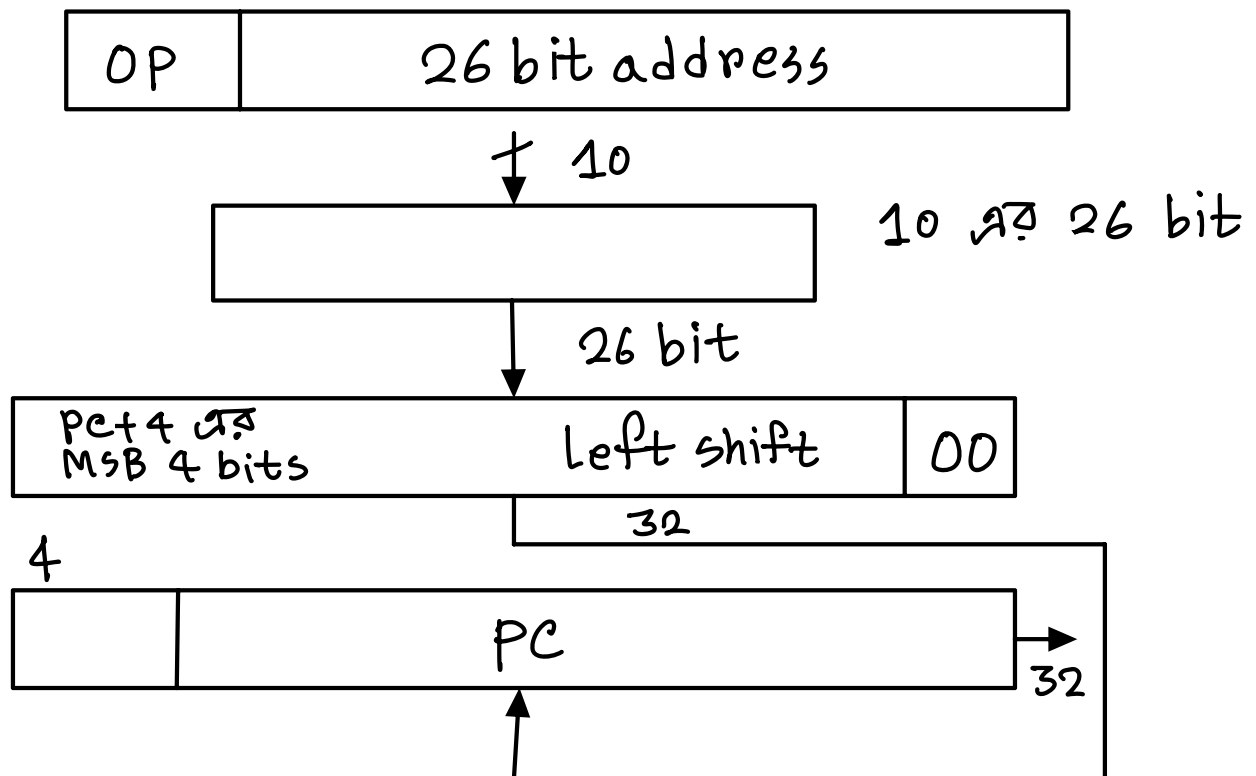 OP 26 bit address
10
10 এর 26 bit
26 bit
PC+4 এর
MSB 4 bits
Left shift 00
32
4
PC
32